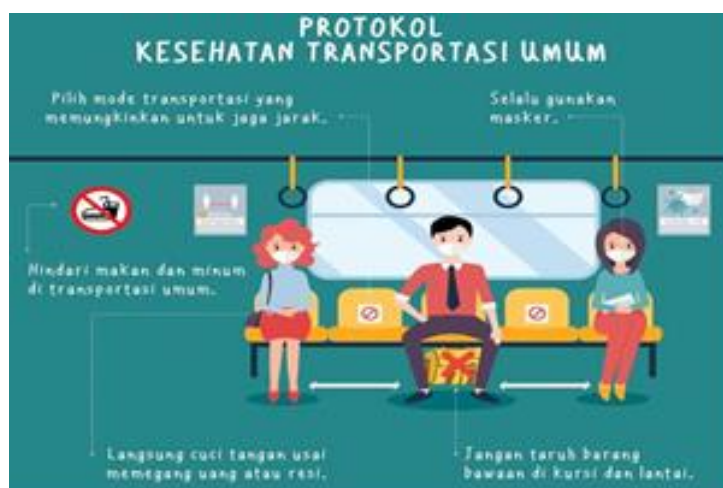 PROTOKOL
KESEHATAN TRANSPORTASI UMUM
Pilih mode transportasi yang
memungkinkan untuk jaga jarak.
Selalu gunakan
masker.
Hindari makan dan minum
di transportasi umum.
Langsung cuci tangan usai
memegang uang atau resi.
Jangan taruh barang
bawaan di kursi dan lantai.